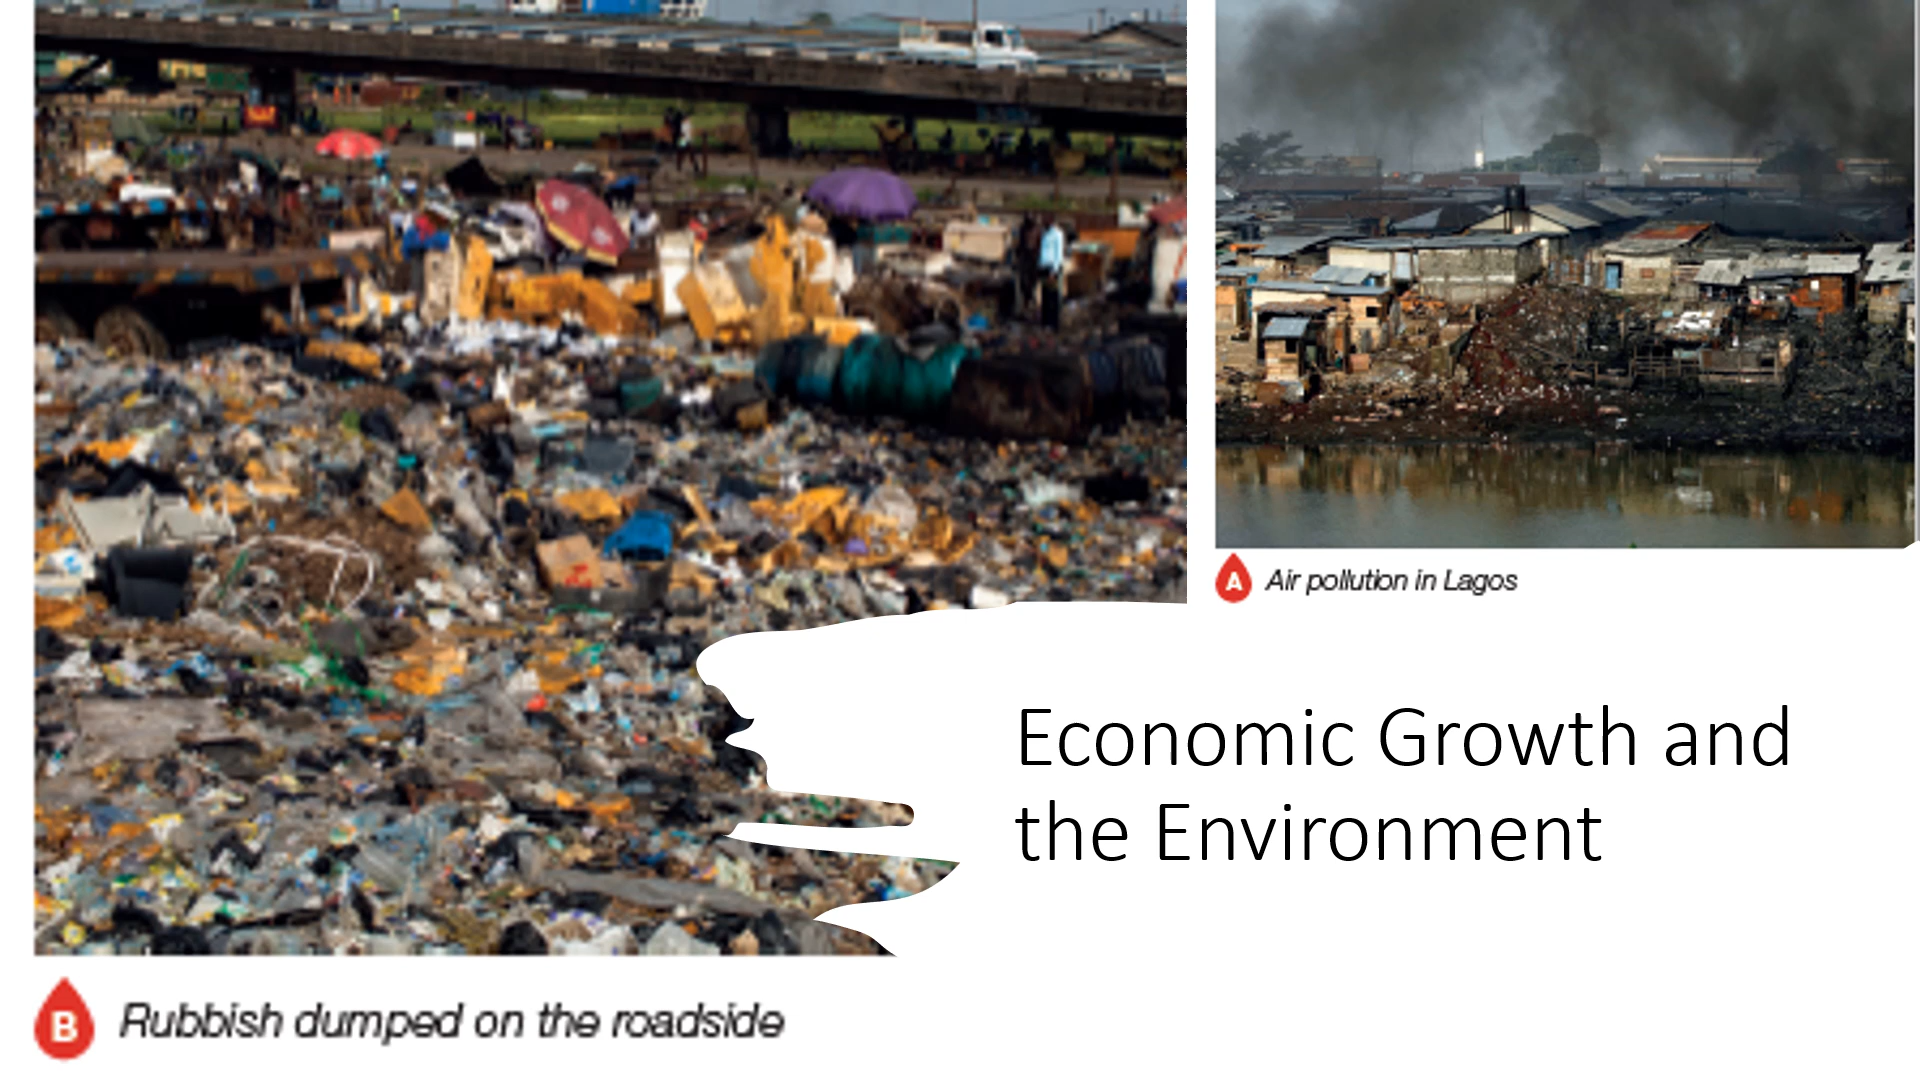 A Air pollution in Lagos
Economic Growth and
the Environment
B Rubbish dumped on the roadside